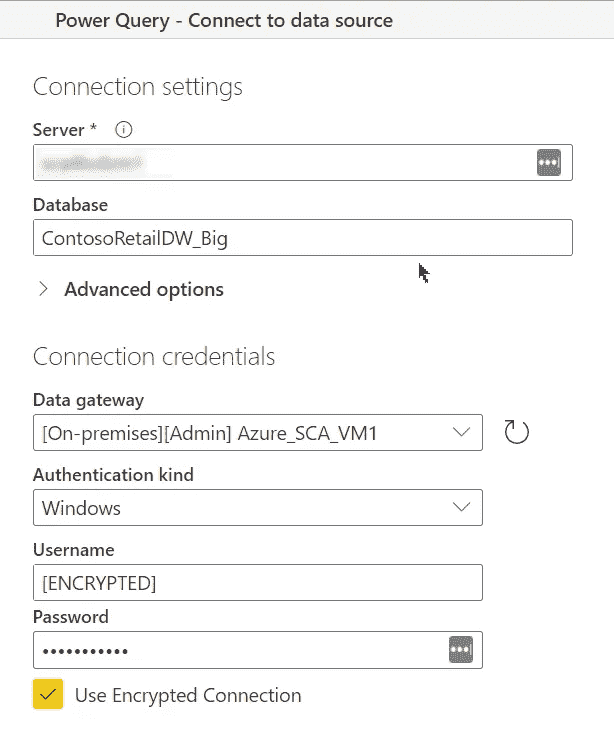 Power Query - Connect to data source
Connection settings
Server *
Database
ContosoRetailDW_Big
Advanced options
Connection credentials
Data gateway
[On-premises][Admin] Azure_SCA_VM1
Authentication kind
Windows
Username
[ENCRYPTED]
Password
•••••••••••
Use Encrypted Connection